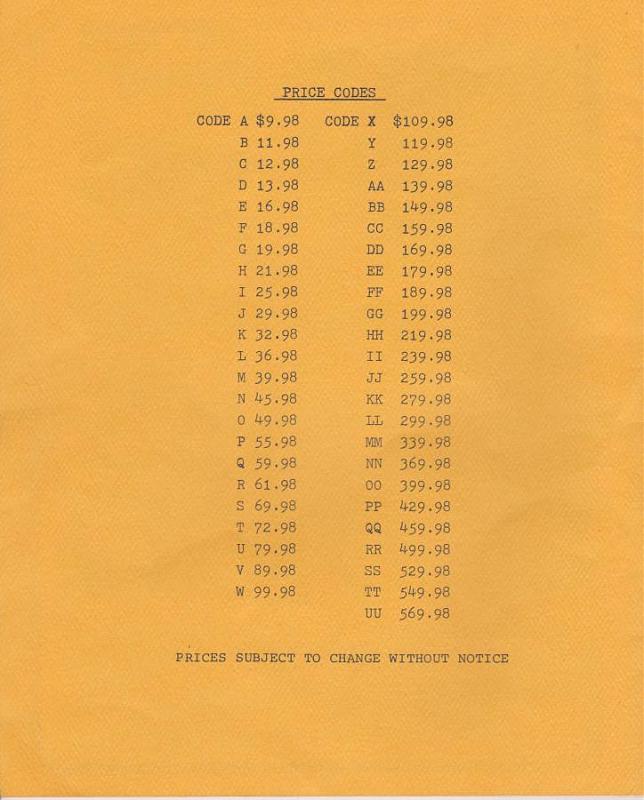 PRICE CODES
CODE A $9.98 CODE X $109.98
B 11.98 Y 119.98
C 12.98 Z 129.98
D 13.98 AA 139.98
E 16.98 BB 149.98
F 18.98 CC 159.98
G 19.98 DD 169.98
H 21.98 EE 179.98
I 25.98 FF 189.98
J 29.98 GG 199.98
K 32.98 HH 219.98
L 36.98 II 239.98
M 39.98 JJ 259.98
N 45.98 KK 279.98
O 49.98 LL 299.98
P 55.98 MM 339.98
Q 59.98 NN 369.98
R 61.98 OO 399.98
S 69.98 PP 429.98
T 72.98 QQ 459.98
U 79.98 RR 499.98
V 89.98 SS 529.98
W 99.98 TT 549.98
UU 569.98
PRICES SUBJECT TO CHANGE WITHOUT NOTICE